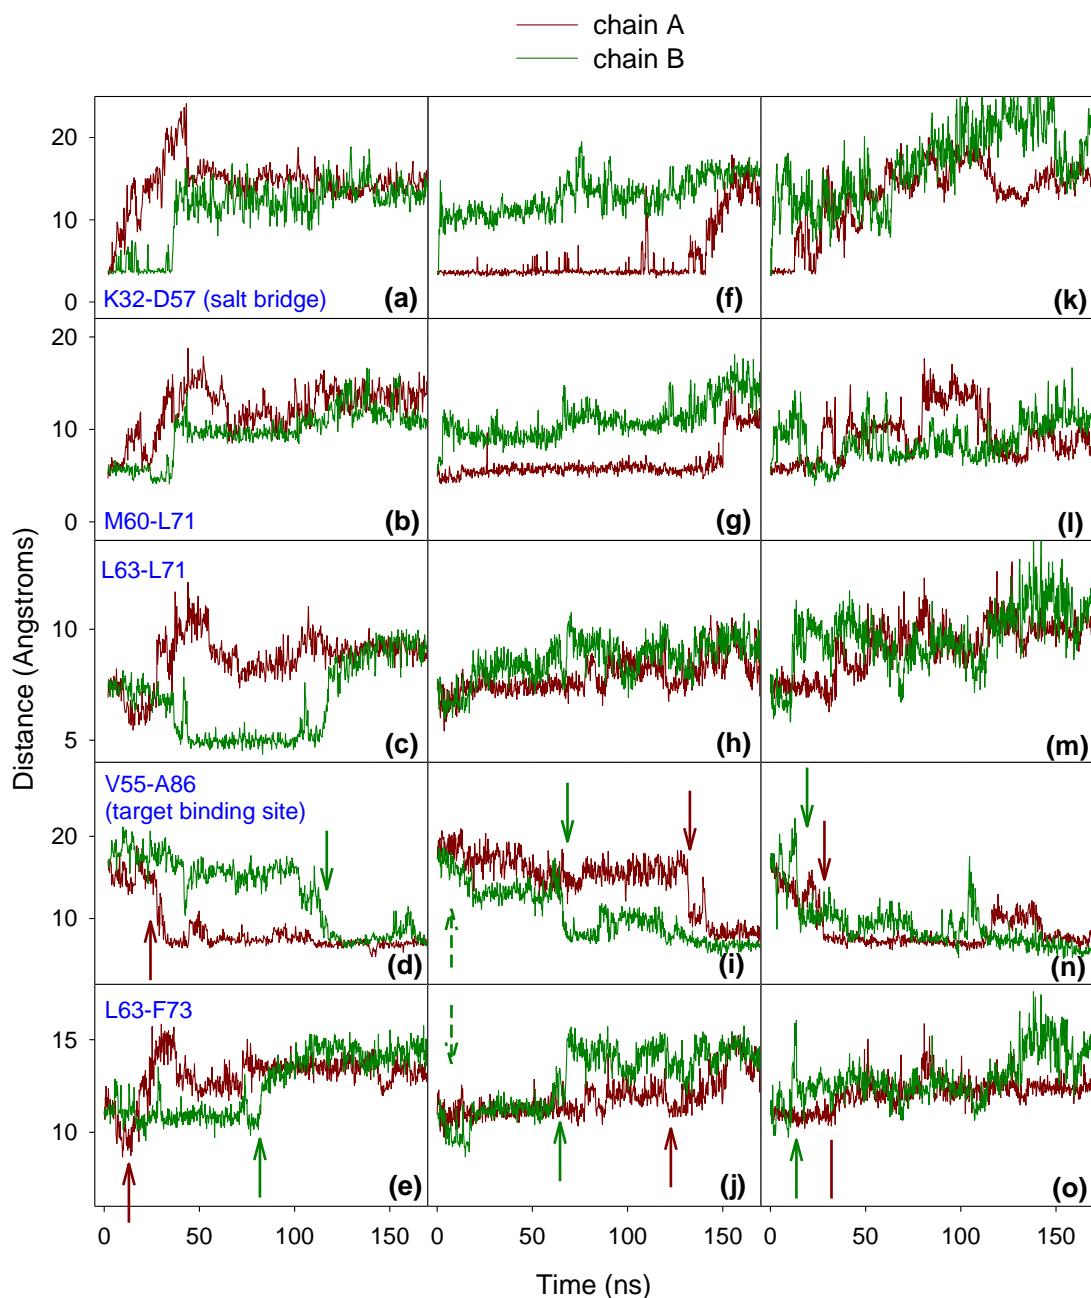 chain A
chain B
20
10
0
K32-D57 (salt bridge)
(a)
(f)
(k)
20
10
0
M60-L71
(b)
(g)
(l)
L63-L71
10
5
(c)
(h)
(m)
V55-A86
(target binding site)
20
10
(d)
(i)
(n)
L63-F73
15
10
(e)
(j)
(o)
0 50 100 0 50 100 150 0 50 100 150
Distance (Angstroms)
Time (ns)